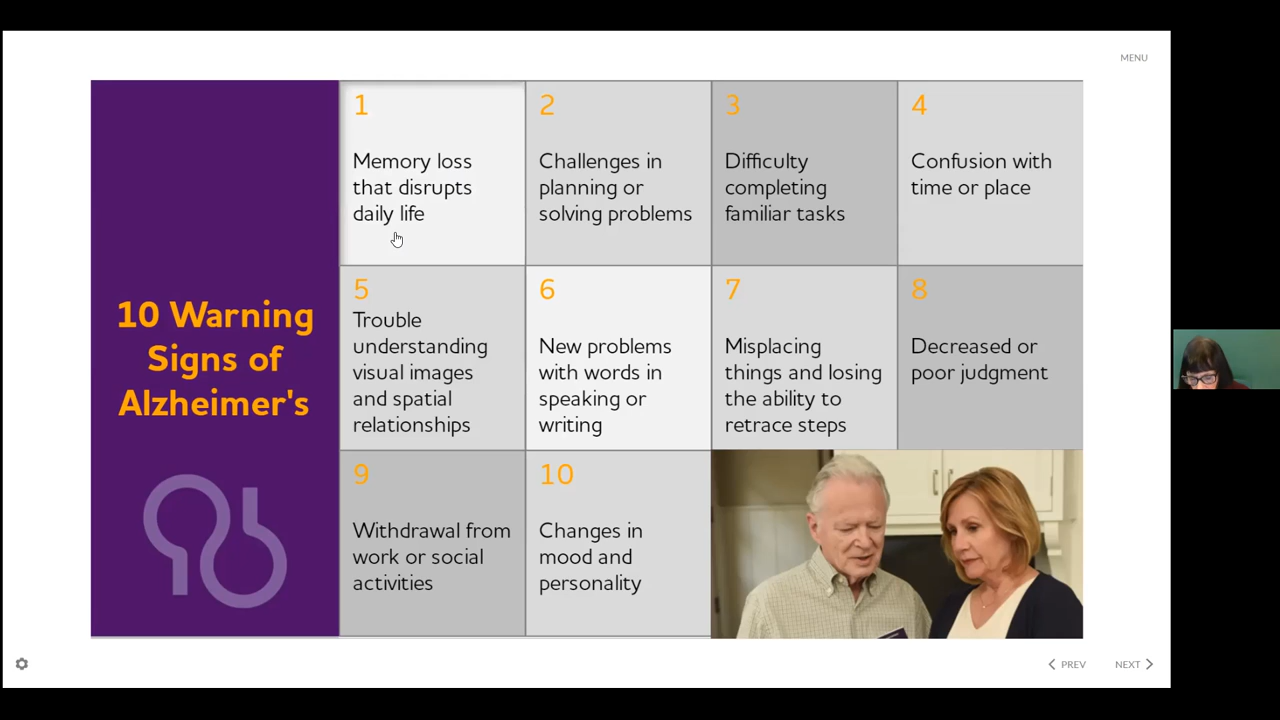 MENU
10 Warning
Signs of
Alzheimer's
1
Memory loss
that disrupts
daily life
2
Challenges in
planning or
solving problems
3
Difficulty
completing
familiar tasks
4
Confusion with
time or place
5
Trouble
understanding
visual images
and spatial
relationships
6
New problems
with words in
speaking or
writing
7
Misplacing
things and losing
the ability to
retrace steps
8
Decreased or
poor judgment
9
Withdrawal from
work or social
activities
10
Changes in
mood and
personality
PREV
NEXT